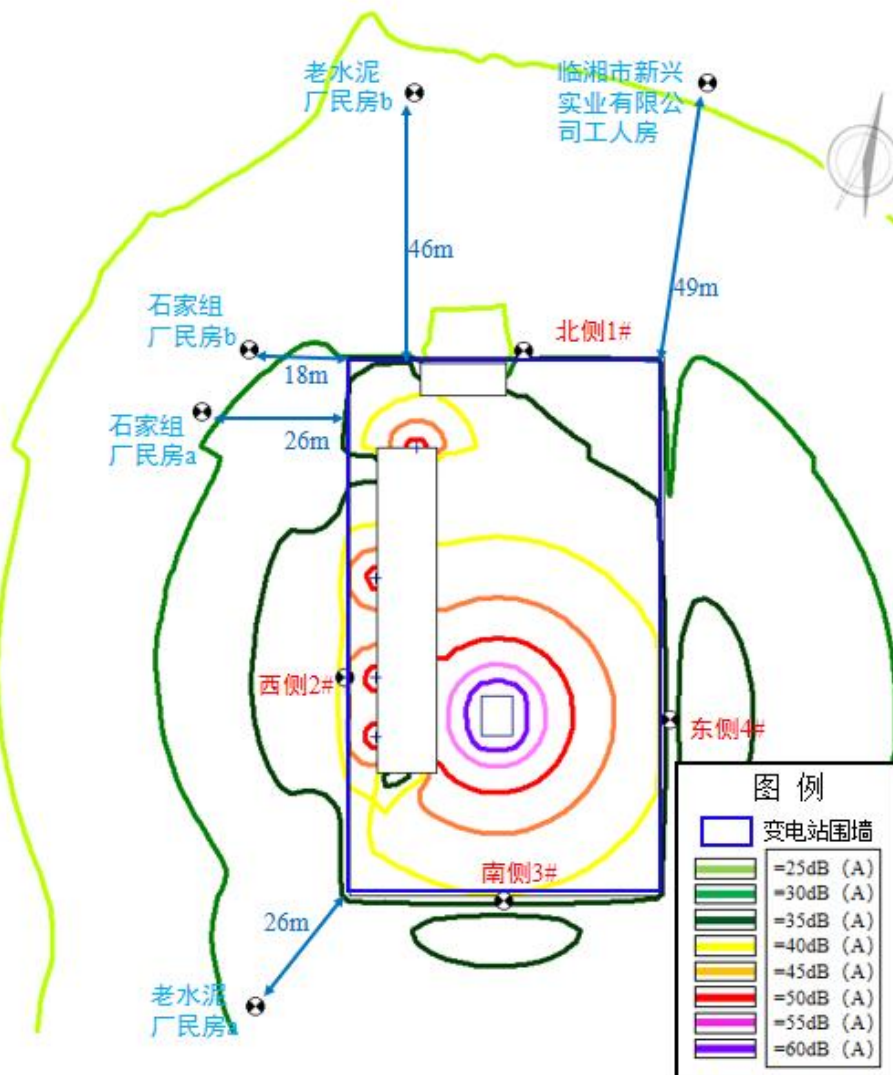 老水泥
厂民房b
临湘市新兴
实业有限公
司工人房
46m
49m
石家组
厂民房b
北侧1#
18m
石家组
厂民房a
26m
西侧2#
东侧4#
南侧3#
26m
老水泥
厂民房a
图 例
变电站围墙
=25dB（A）
=30dB（A）
=35dB（A）
=40dB（A）
=45dB（A）
=50dB（A）
=55dB（A）
=60dB（A）